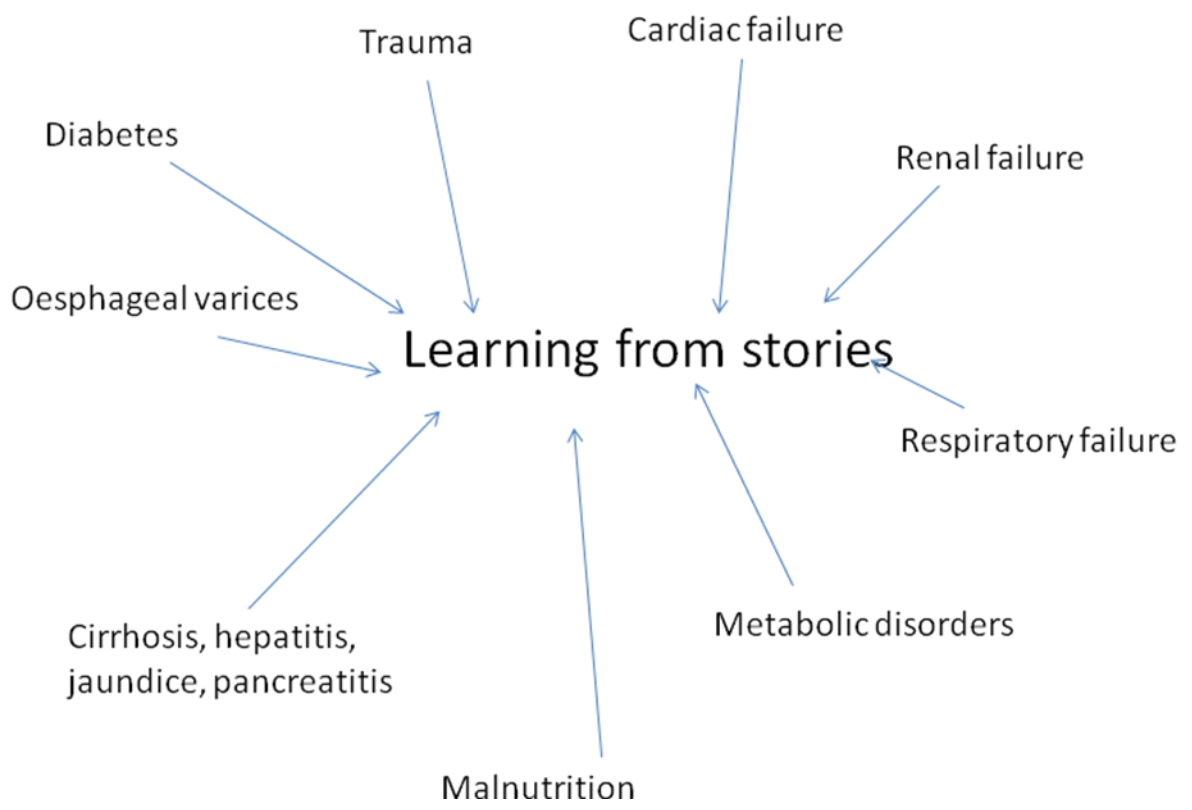 Trauma
Cardiac failure
Diabetes
Renal failure
Oesphageal varices
Learning from stories
Respiratory failure
Cirrhosis, hepatitis,
jaundice, pancreatitis
Metabolic disorders
Malnutrition